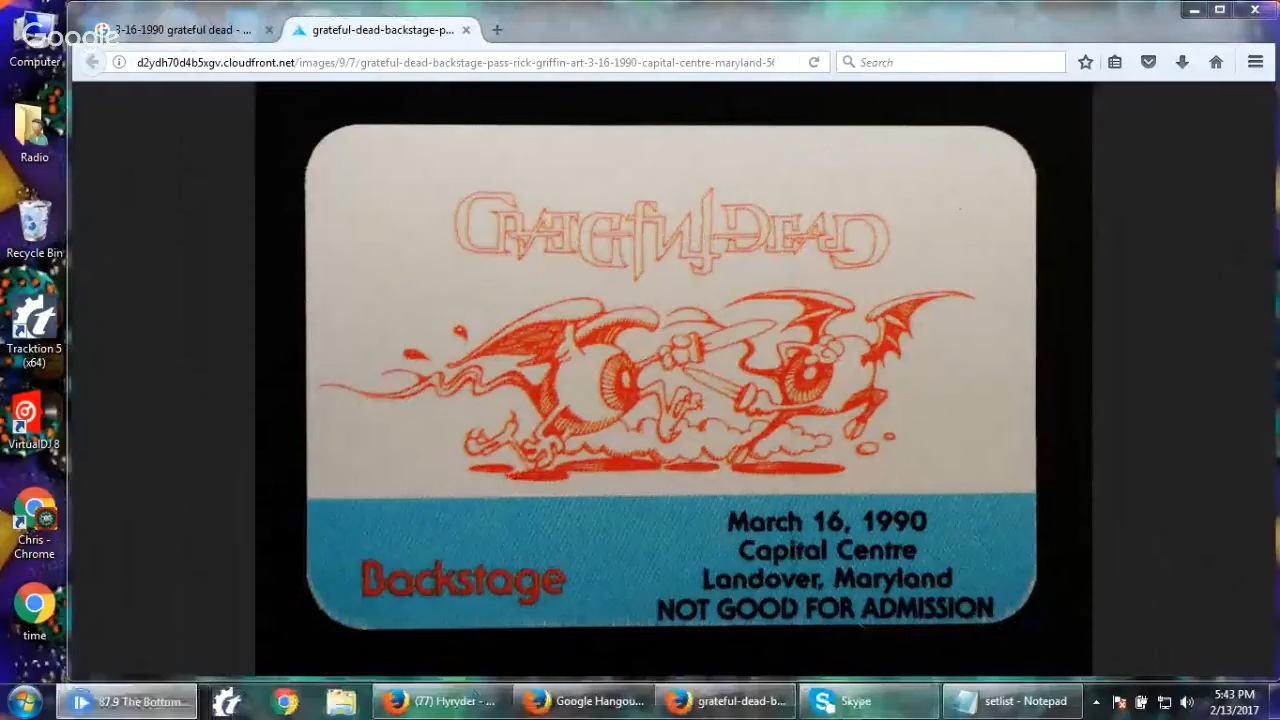 Google
3-16-1990 grateful dead - ...
grateful-dead-backstage-p...
d2ydh70d4b5xgv.cloudfront.net/images/9/7/grateful-dead-backstage-pass-rick-griffin-art-3-16-1990-capital-centre-maryland-5
Search
Computer
Radio
Recycle Bin
Tracktion 5
(x64)
VirtualDJ 8
Chris -
Chrome
time
GRATEFUL DEAD
Backstage
March 16, 1990
Capital Centre
Landover, Maryland
NOT GOOD FOR ADMISSION
87.9 The Bottom...
(77) Hyryder - ...
Google Hangou...
grateful-dead-b...
Skype
setlist - Notepad
5:43 PM
2/13/2017